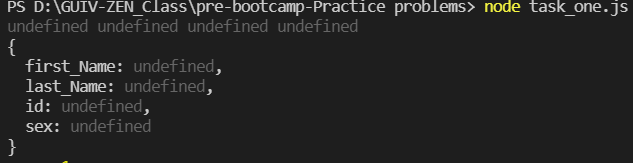 PS D:\GUIV-ZEN_Class\pre-bootcamp-Practice problems> node task_one.js
undefined undefined undefined undefined
{
  first_Name: undefined,
  last_Name: undefined,
  id: undefined,
  sex: undefined
}